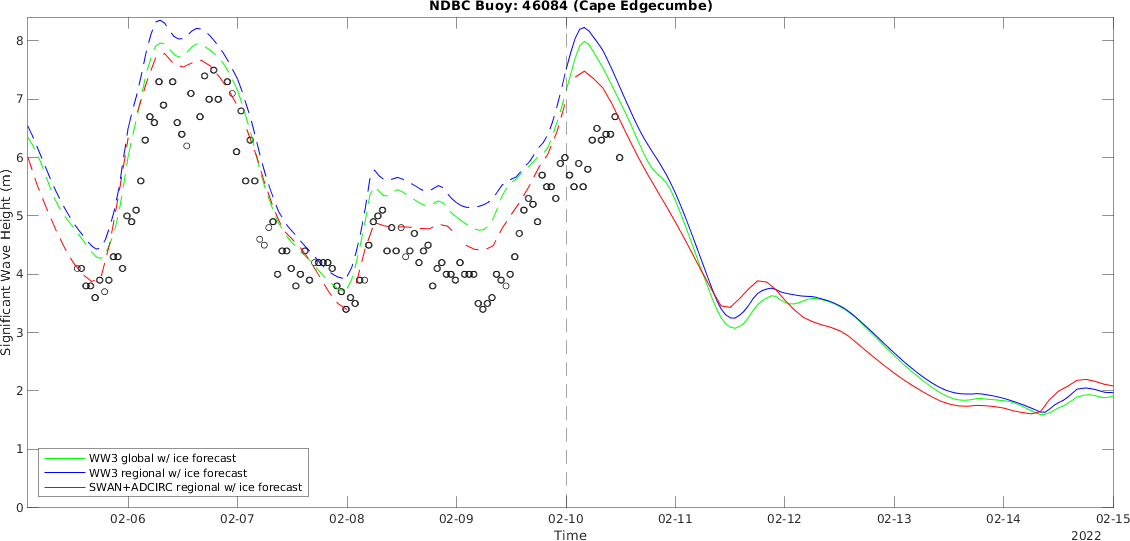 NDBC Buoy: 46084 (Cape Edgecumbe)
8
7
6
5
4
3
2
1
0
Significant Wave Height (m)
WW3 global w/ ice forecast
WW3 regional w/ ice forecast
SWAN+ADCIRC regional w/ ice forecast
02-06 02-07 02-08 02-09 02-10 02-11 02-12 02-13 02-14 02-15
Time
2022